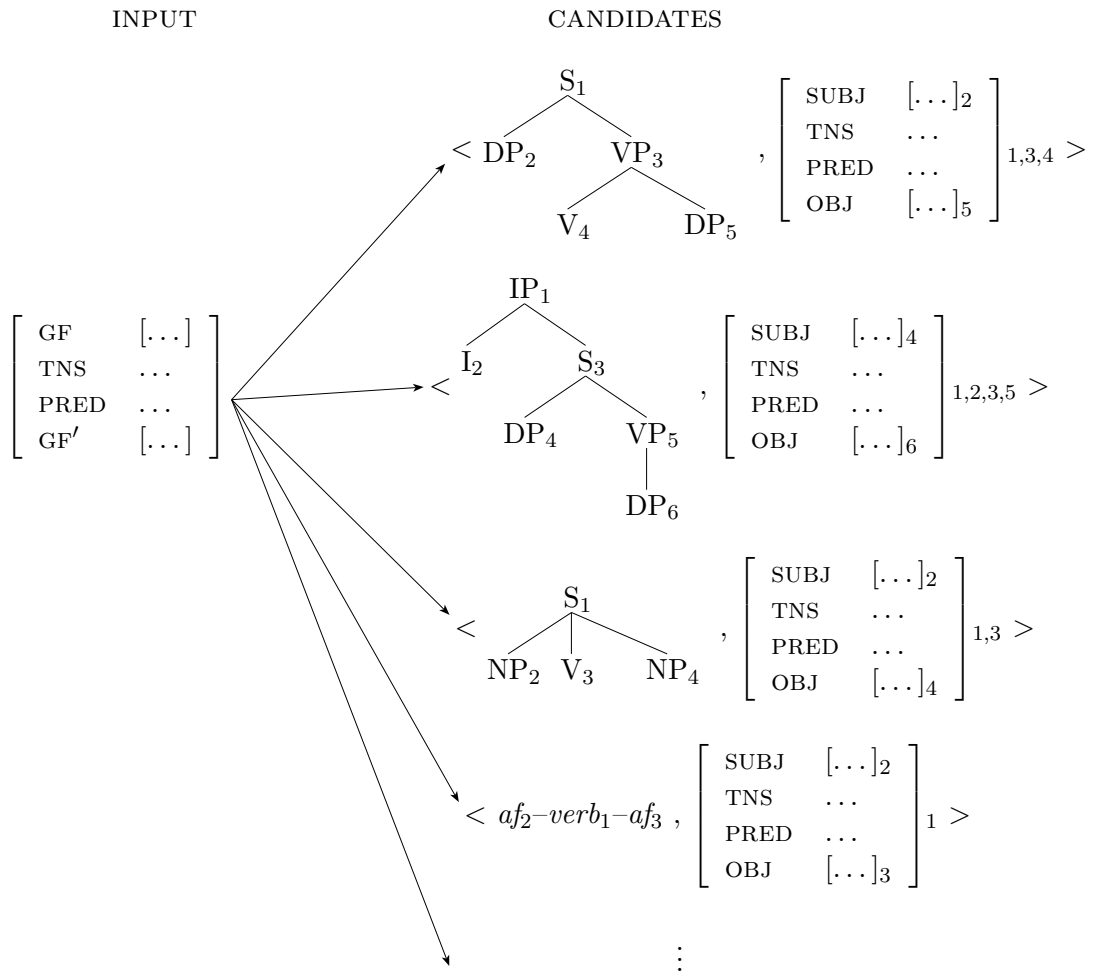 INPUT CANDIDATES
S₁
< DP₂ VP₃ ,
V₄ DP₅
SUBJ [...]₂
TNS ...
PRED ...
OBJ [...]₅
1,3,4 >
GF [...]
TNS ...
PRED ...
GF′ [...]
IP₁
I₂ S₃
< ,
DP₄ VP₅
DP₆
SUBJ [...]₄
TNS ...
PRED ...
OBJ [...]₆
1,2,3,5 >
S₁
< ,
NP₂ V₃ NP₄
SUBJ [...]₂
TNS ...
PRED ...
OBJ [...]₄
1,3 >
< af₂–verb₁–af₃ ,
SUBJ [...]₂
TNS ...
PRED ...
OBJ [...]₃
1 >
⋮